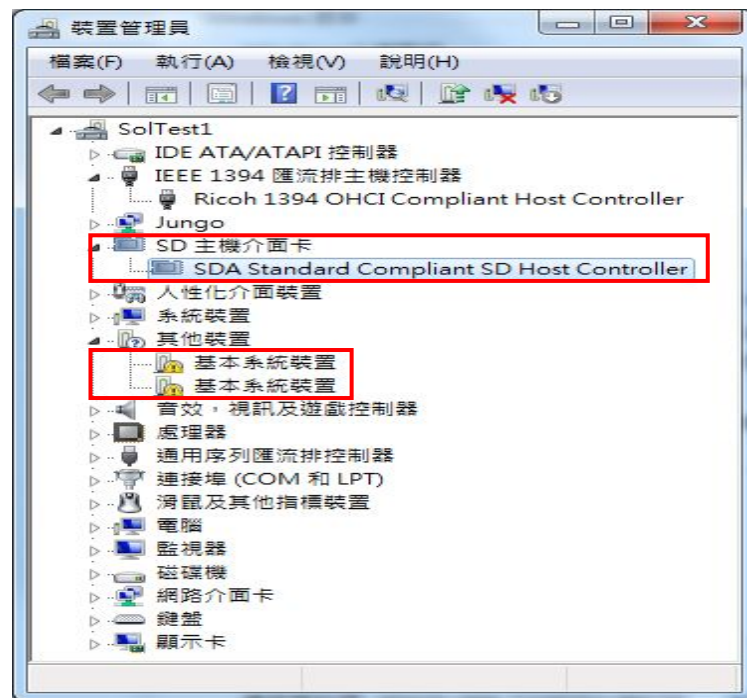 裝置管理員
檔案(F) 執行(A) 檢視(V) 說明(H)
SolTest1
IDE ATA/ATAPI 控制器
IEEE 1394 匯流排主機控制器
Ricoh 1394 OHCI Compliant Host Controller
Jungo
SD 主機介面卡
SDA Standard Compliant SD Host Controller
人性化介面裝置
系統裝置
其他裝置
基本系統裝置
基本系統裝置
音效，視訊及遊戲控制器
處理器
通用序列匯流排控制器
連接埠 (COM 和 LPT)
滑鼠及其他指標裝置
電腦
監視器
磁碟機
網路介面卡
鍵盤
顯示卡